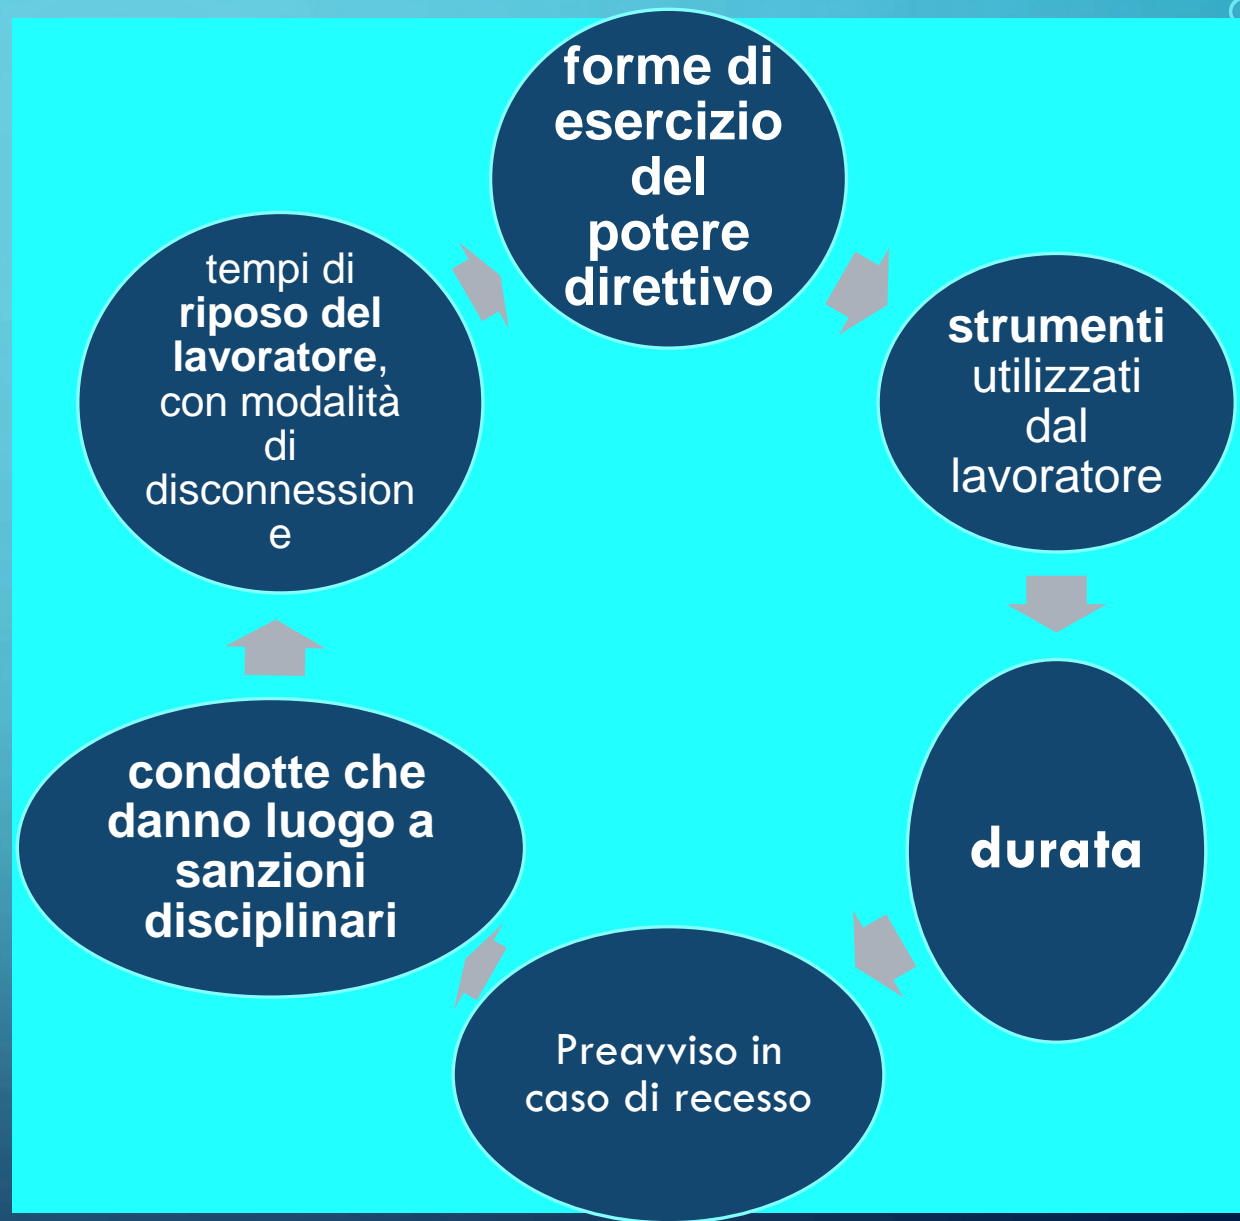 forme di
esercizio
del
potere
direttivo
strumenti
utilizzati
dal
lavoratore
durata
Preavviso in
caso di recesso
condotte che
danno luogo a
sanzioni
disciplinari
tempi di
riposo del
lavoratore,
con modalità
di
disconnession
e